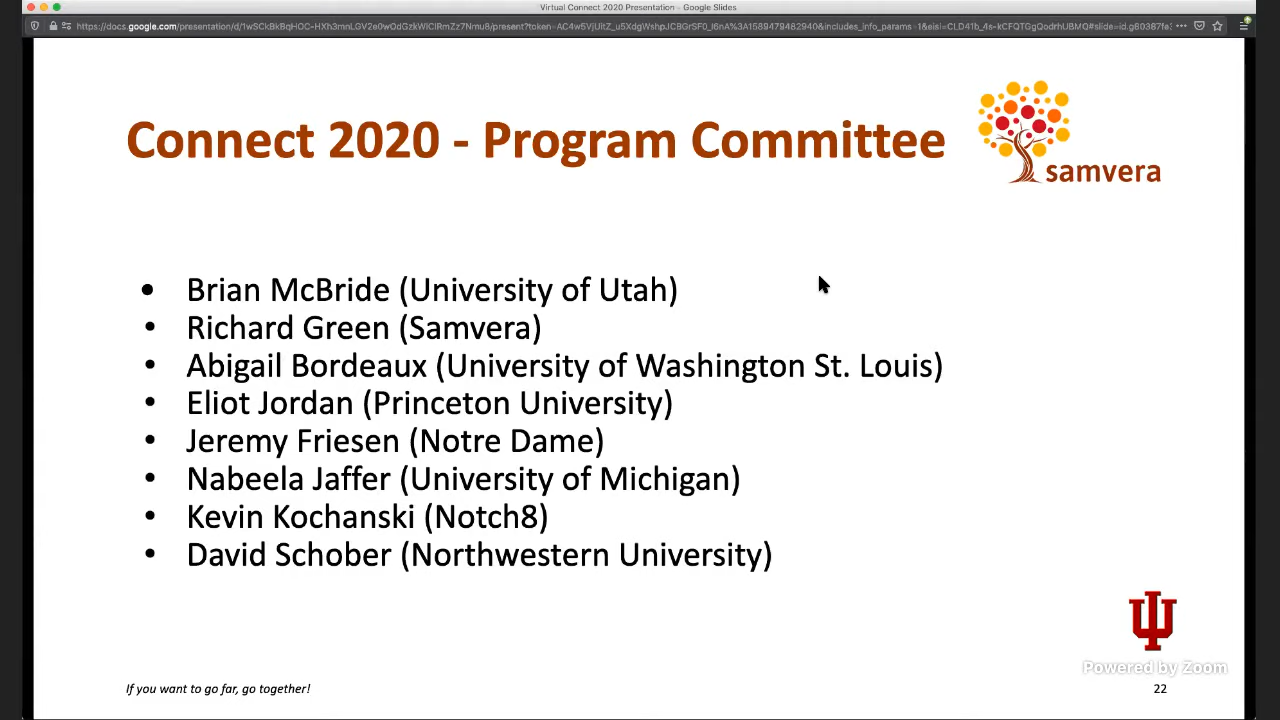 Virtual Connect 2020 Presentation - Google Slides
Connect 2020 - Program Committee
samvera
• Brian McBride (University of Utah)
• Richard Green (Samvera)
• Abigail Bordeaux (University of Washington St. Louis)
• Eliot Jordan (Princeton University)
• Jeremy Friesen (Notre Dame)
• Nabeela Jaffer (University of Michigan)
• Kevin Kochanski (Notch8)
• David Schober (Northwestern University)
Powered by Zoom
If you want to go far, go together!
22